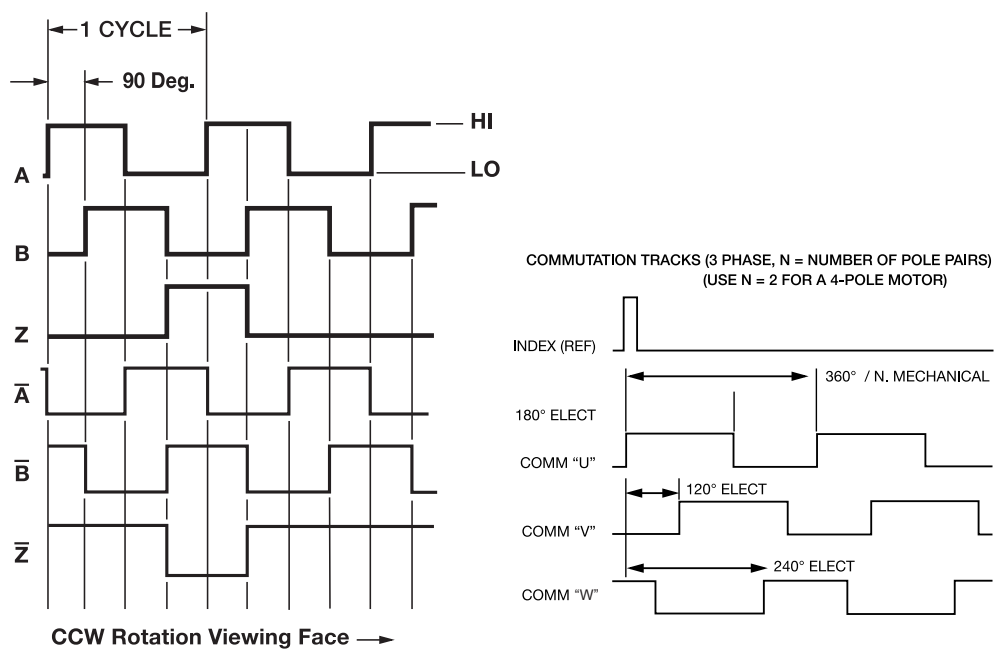 1 CYCLE
90 Deg.
HI
LO
A
B
Z
A̅
B̅
Z̅
CCW Rotation Viewing Face
COMMUTATION TRACKS (3 PHASE, N = NUMBER OF POLE PAIRS)
(USE N = 2 FOR A 4-POLE MOTOR)
INDEX (REF)
360° / N. MECHANICAL
180° ELECT
COMM “U”
120° ELECT
COMM “V”
240° ELECT
COMM "W"